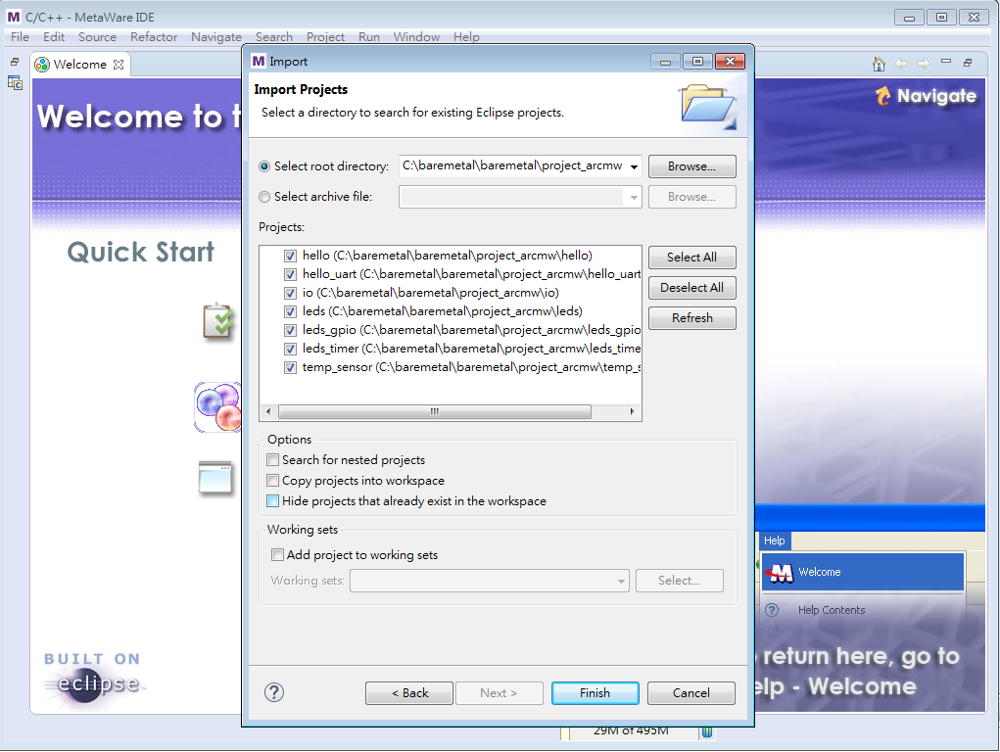 C/C++ - MetaWare IDE
File Edit Source Refactor Navigate Search Project Run Window Help
Welcome
Welcome to t
Navigate
Quick Start
BUILT ON
eclipse
Import
Import Projects
Select a directory to search for existing Eclipse projects.
Select root directory: C:\baremetal\baremetal\project_arcmw Browse...
Select archive file: Browse...
Projects:
hello (C:\baremetal\baremetal\project_arcmw\hello)
hello_uart (C:\baremetal\baremetal\project_arcmw\hello_uart
io (C:\baremetal\baremetal\project_arcmw\io)
leds (C:\baremetal\baremetal\project_arcmw\leds)
leds_gpio (C:\baremetal\baremetal\project_arcmw\leds_gpio
leds_timer (C:\baremetal\baremetal\project_arcmw\leds_time
temp_sensor (C:\baremetal\baremetal\project_arcmw\temp_s
Select All
Deselect All
Refresh
Options
Search for nested projects
Copy projects into workspace
Hide projects that already exist in the workspace
Working sets
Add project to working sets
Working sets: Select...
< Back Next > Finish Cancel
Help
Welcome
Help Contents
return here, go to
elp - Welcome
29M of 495M